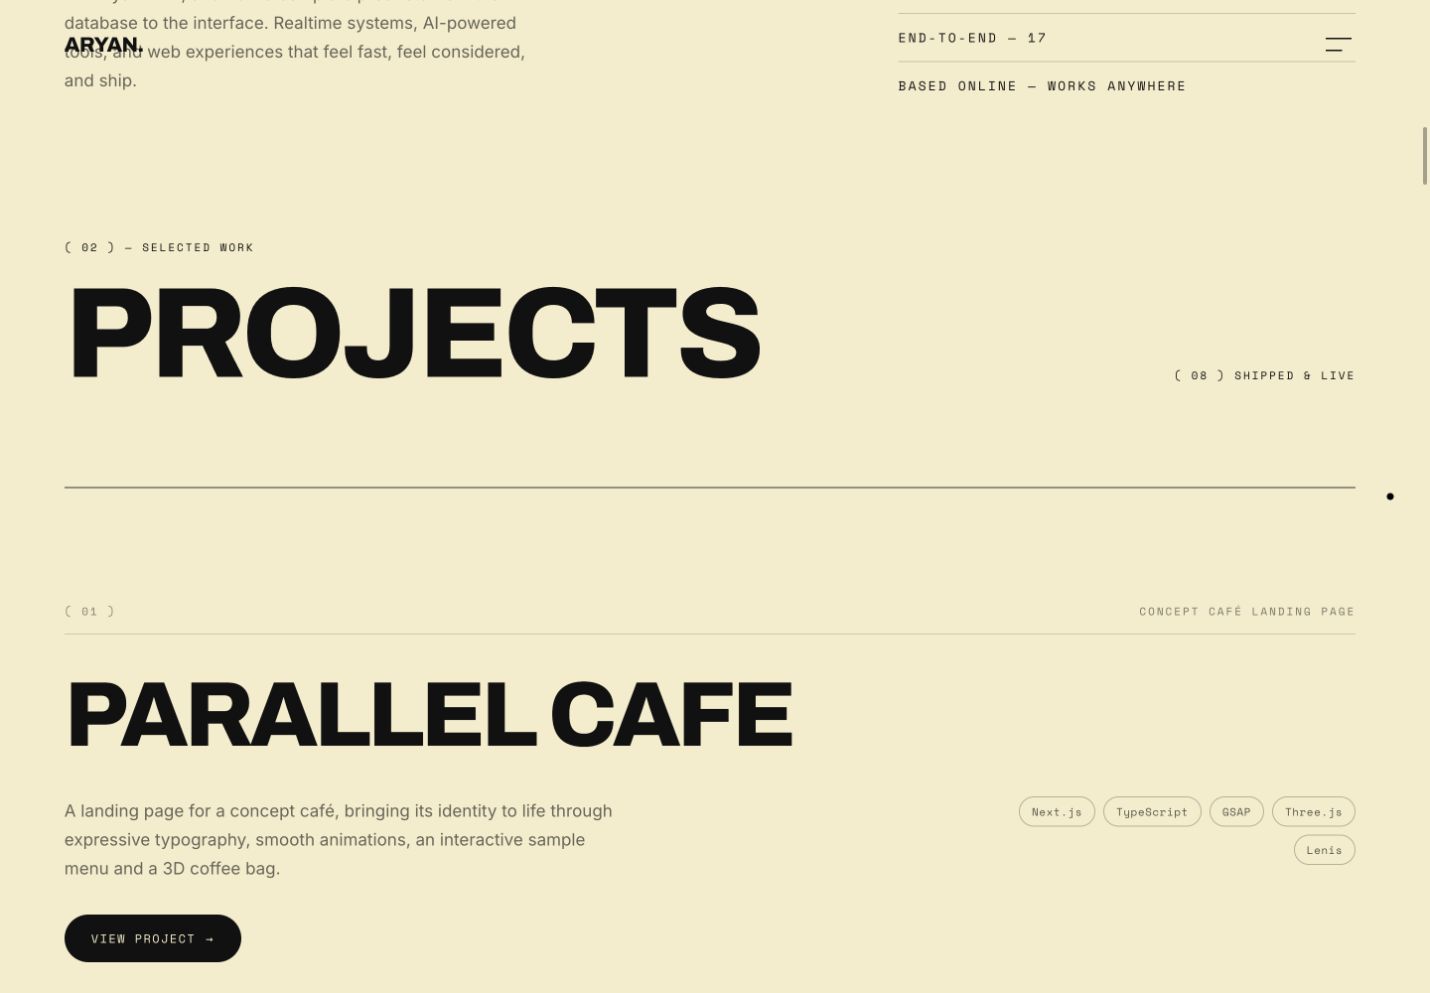 database to the interface. Realtime systems, AI-powered
ARYAN.
tools, and web experiences that feel fast, feel considered,
and ship.
END-TO-END — 17
BASED ONLINE — WORKS ANYWHERE
( 02 ) — SELECTED WORK
PROJECTS
( 08 ) SHIPPED & LIVE
( 01 )
CONCEPT CAFÉ LANDING PAGE
PARALLEL CAFE
A landing page for a concept café, bringing its identity to life through
expressive typography, smooth animations, an interactive sample
menu and a 3D coffee bag.
Next.js TypeScript GSAP Three.js
Lenis
VIEW PROJECT →